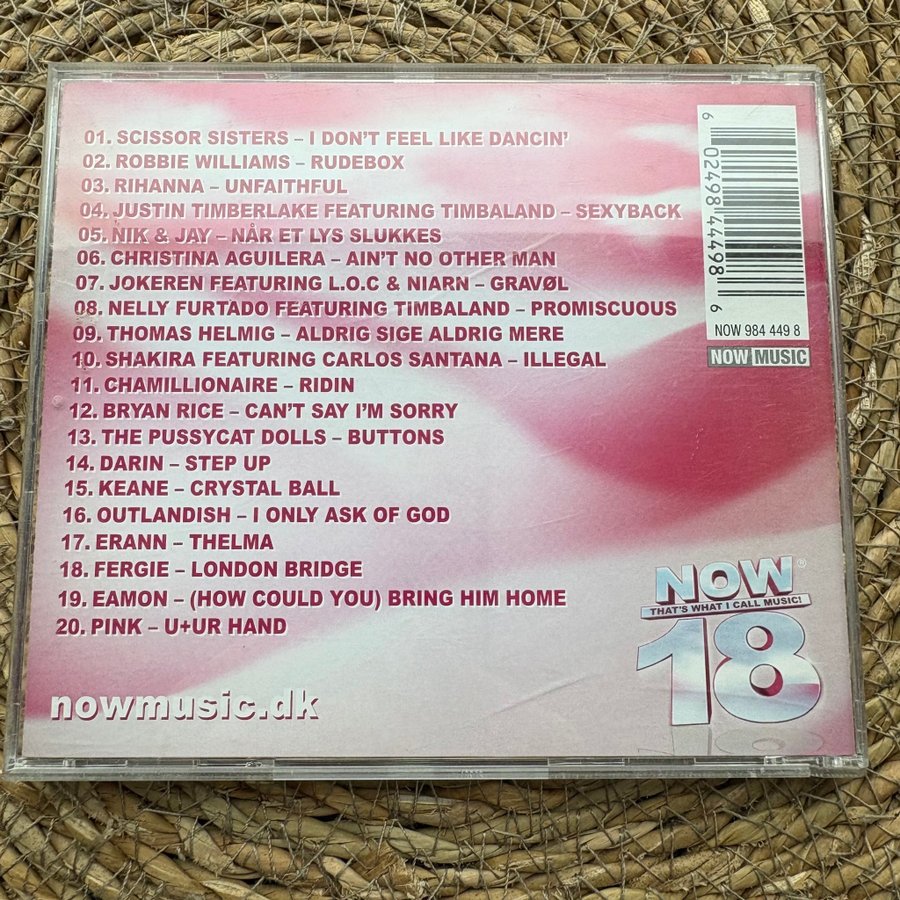 01. SCISSOR SISTERS – I DON'T FEEL LIKE DANCIN'
02. ROBBIE WILLIAMS – RUDEBOX
03. RIHANNA – UNFAITHFUL
04. JUSTIN TIMBERLAKE FEATURING TIMBALAND – SEXYBACK
05. NIK & JAY – NÅR ET LYS SLUKKES
06. CHRISTINA AGUILERA – AIN'T NO OTHER MAN
07. JOKEREN FEATURING L.O.C & NIARN – GRAVØL
08. NELLY FURTADO FEATURING TIMBALAND – PROMISCUOUS
09. THOMAS HELMIG – ALDRIG SIGE ALDRIG MERE
10. SHAKIRA FEATURING CARLOS SANTANA – ILLEGAL
11. CHAMILLIONAIRE – RIDIN
12. BRYAN RICE – CAN'T SAY I'M SORRY
13. THE PUSSYCAT DOLLS – BUTTONS
14. DARIN – STEP UP
15. KEANE – CRYSTAL BALL
16. OUTLANDISH – I ONLY ASK OF GOD
17. ERANN – THELMA
18. FERGIE – LONDON BRIDGE
19. EAMON – (HOW COULD YOU) BRING HIM HOME
20. PINK – U+UR HAND
nowmusic.dk
6 02498 44498 6
NOW 984 449 8
NOW MUSIC
NOW®
THAT'S WHAT I CALL MUSIC!
18